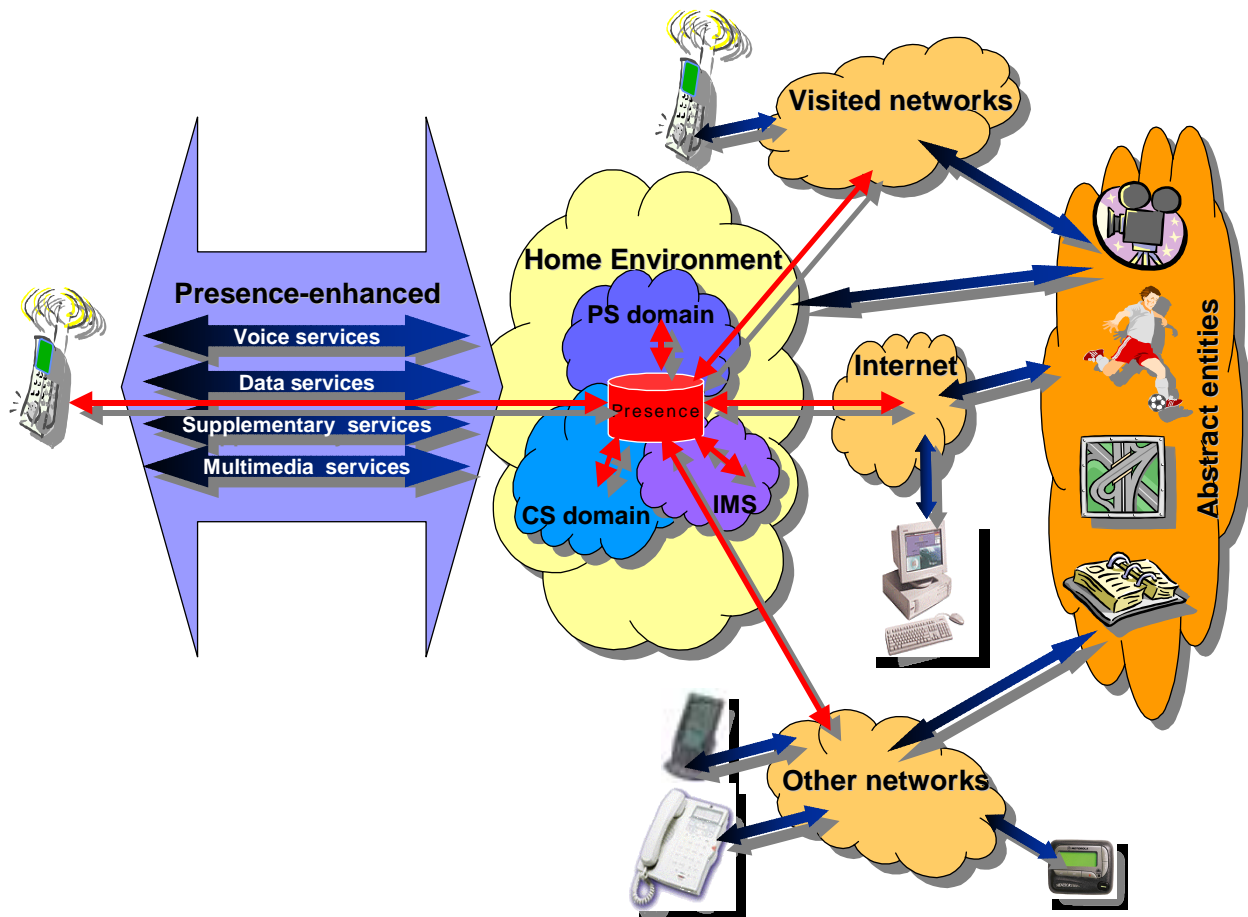 Visited networks
Home Environment
Presence-enhanced
PS domain
Voice services
Internet
Data services
Presence
Supplementary services
Multimedia services
CS domain
IMS
Abstract entities
Other networks
MOTOROLA